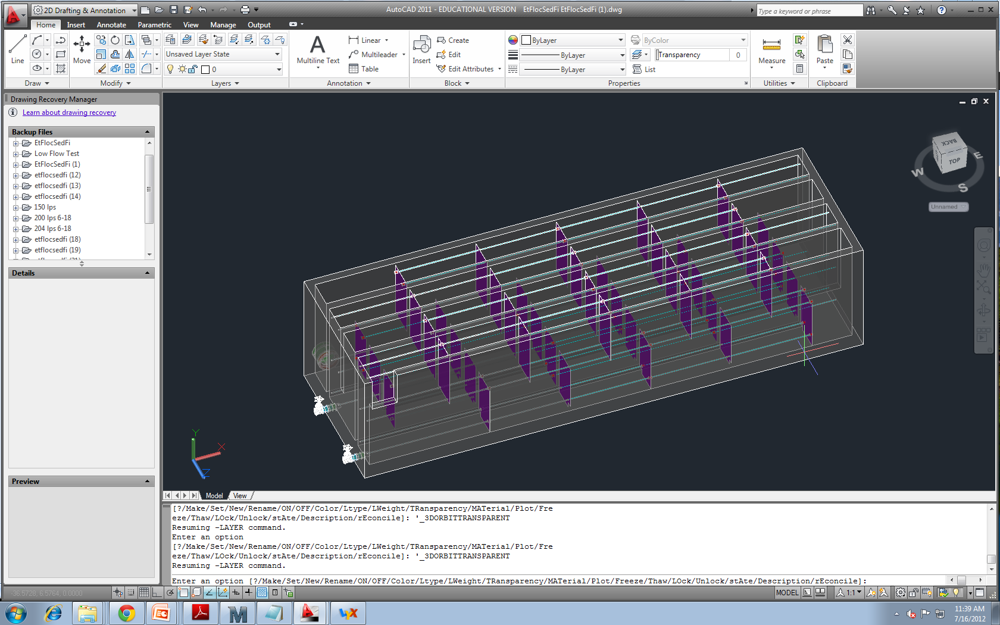 2D Drafting & Annotation
AutoCAD 2011 - EDUCATIONAL VERSION EtFlocSedFi EtFlocSedFi (1).dwg
Type a keyword or phrase
Home Insert Annotate Parametric View Manage Output
Line
Move
Unsaved Layer State
0
A
Multiline Text
Linear
Multileader
Table
Insert
Create
Edit
Edit Attributes
ByLayer
ByLayer
ByLayer
ByColor
Transparency 0
List
Measure
Paste
Draw Modify Layers Annotation Block Properties Utilities Clipboard
Drawing Recovery Manager
Learn about drawing recovery
Backup Files
EtFlocSedFi
Low Flow Test
EtFlocSedFi (1)
etflocsedfi (12)
etflocsedfi (13)
etflocsedfi (14)
150 lps
200 lps 6-18
204 lps 6-18
etflocsedfi (18)
etflocsedfi (19)
Details
Preview
BACK
TOP
W
E
S
Unnamed
Y
X
Z
Model View
[?/Make/Set/New/Rename/ON/OFF/Color/Ltype/LWeight/TRansparency/MATerial/Plot/Fre
eze/Thaw/LOck/Unlock/stAte/Description/rEconcile]: '_3DORBITTRANSPARENT
Resuming -LAYER command.
Enter an option
[?/Make/Set/New/Rename/ON/OFF/Color/Ltype/LWeight/TRansparency/MATerial/Plot/Fre
eze/Thaw/LOck/Unlock/stAte/Description/rEconcile]: '_3DORBITTRANSPARENT
Resuming -LAYER command.
Enter an option [?/Make/Set/New/Rename/ON/OFF/Color/Ltype/LWeight/TRansparency/MATerial/Plot/Freeze/Thaw/LOck/Unlock/stAte/Description/rEconcile]:
-36.5728, 6.5764, 0.0000
MODEL
1:1
11:39 AM
7/16/2012